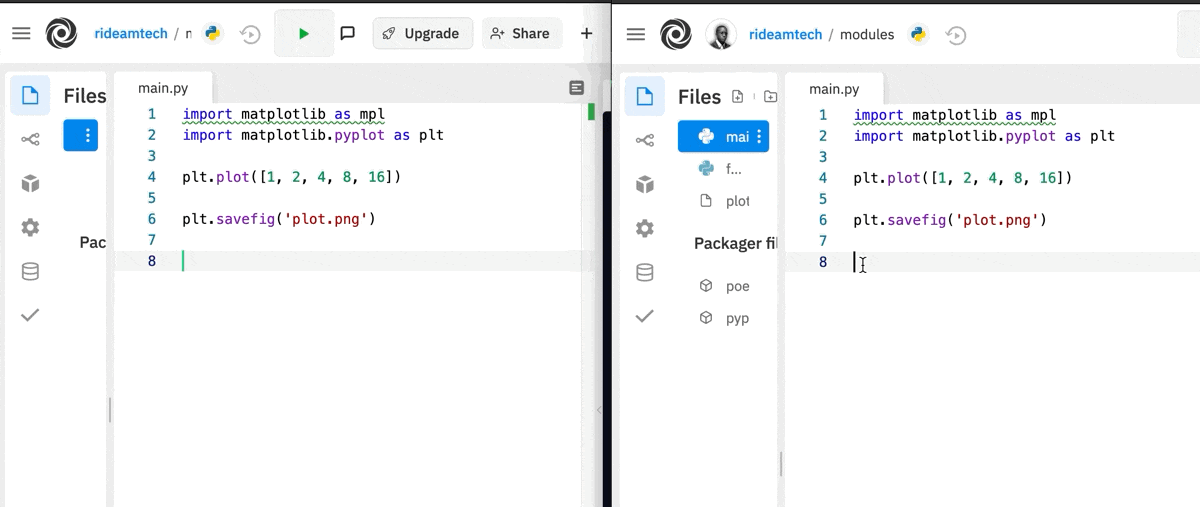 rideamtech / n
Upgrade
Share
Files
main.py
1 import matplotlib as mpl
2 import matplotlib.pyplot as plt
3
4 plt.plot([1, 2, 4, 8, 16])
5
6 plt.savefig('plot.png')
7
8
Pac
rideamtech / modules
Files
mai
f...
plot
Packager fil
poe
pyp
main.py
1 import matplotlib as mpl
2 import matplotlib.pyplot as plt
3
4 plt.plot([1, 2, 4, 8, 16])
5
6 plt.savefig('plot.png')
7
8